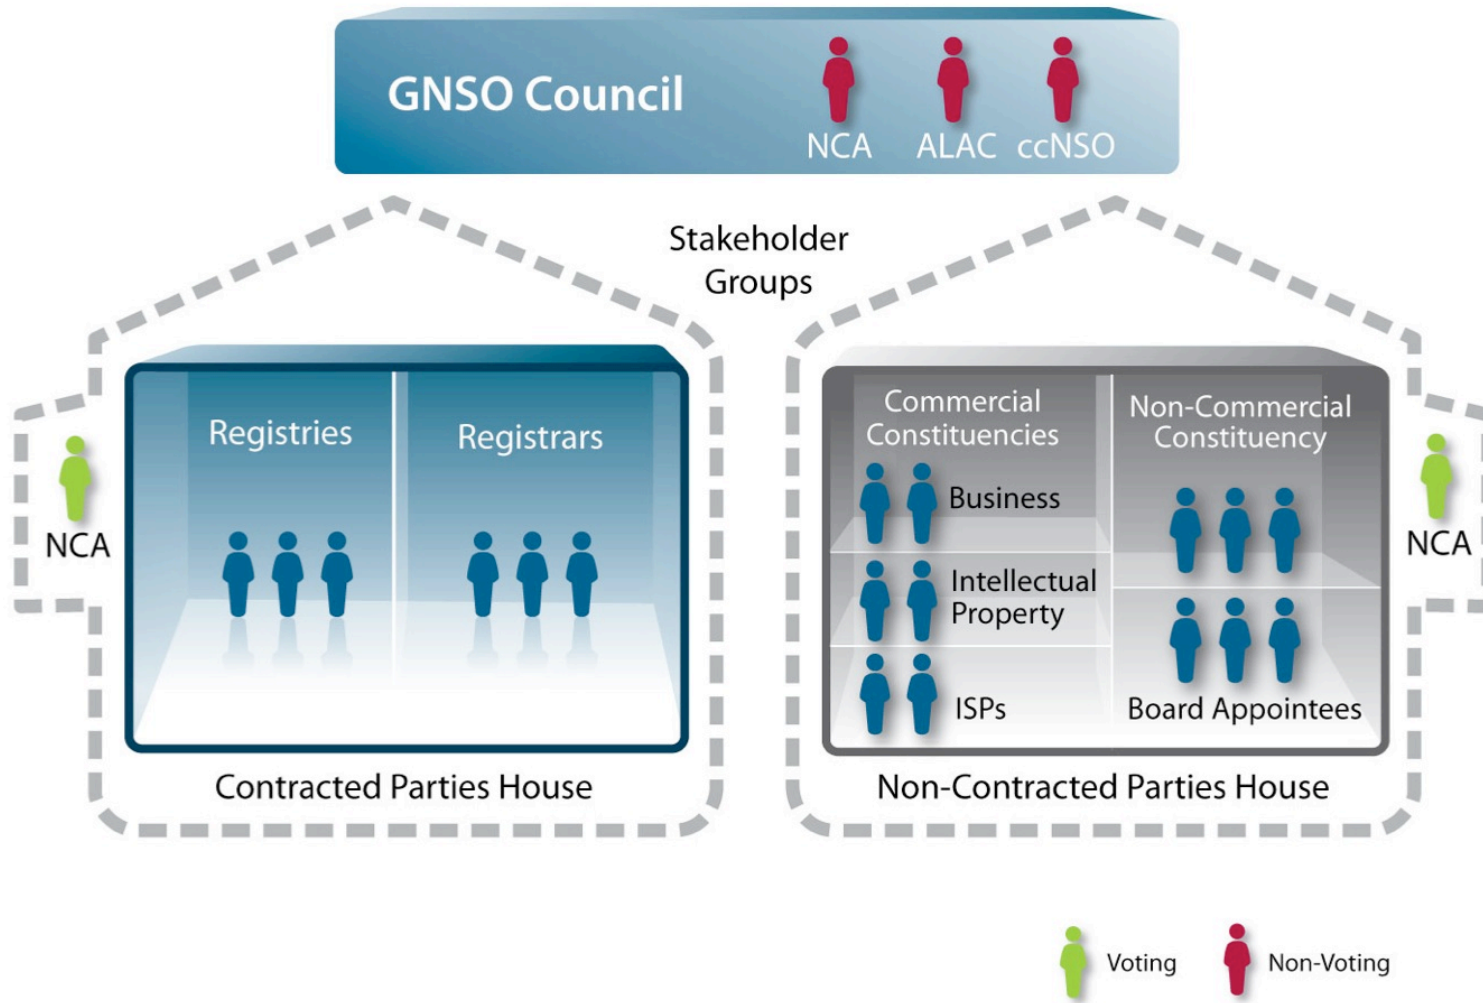 GNSO Council
NCA
ALAC
ccNSO
Stakeholder
Groups
Registries
Registrars
NCA
Contracted Parties House
Commercial
Constituencies
Business
Intellectual
Property
ISPs
Non-Commercial
Constituency
Board Appointees
NCA
Non-Contracted Parties House
Voting
Non-Voting